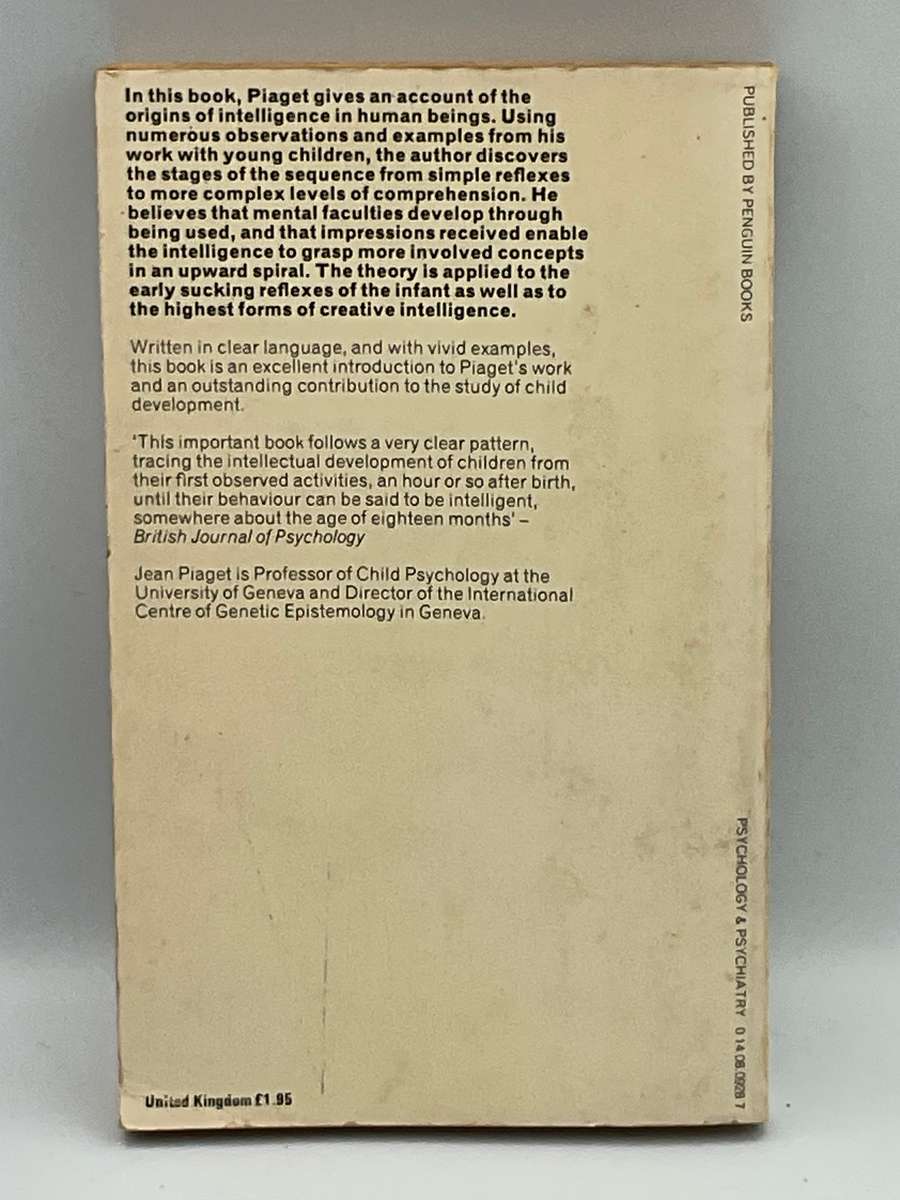 In this book, Piaget gives an account of the
origins of intelligence in human beings. Using
numerous observations and examples from his
work with young children, the author discovers
the stages of the sequence from simple reflexes
to more complex levels of comprehension. He
believes that mental faculties develop through
being used, and that impressions received enable
the intelligence to grasp more involved concepts
in an upward spiral. The theory is applied to the
early sucking reflexes of the infant as well as to
the highest forms of creative intelligence.
Written in clear language, and with vivid examples,
this book is an excellent introduction to Piaget's work
and an outstanding contribution to the study of child
development.
'This important book follows a very clear pattern,
tracing the intellectual development of children from
their first observed activities, an hour or so after birth,
until their behaviour can be said to be intelligent,
somewhere about the age of eighteen months' –
British Journal of Psychology
Jean Piaget is Professor of Child Psychology at the
University of Geneva and Director of the International
Centre of Genetic Epistemology in Geneva.
United Kingdom £1.95
PUBLISHED BY PENGUIN BOOKS
PSYCHOLOGY & PSYCHIATRY 0 14 08.0928 7